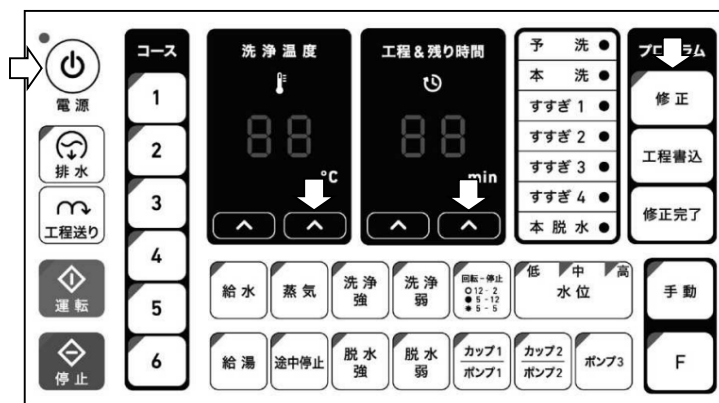 電源
排水
工程送り
運転
停止
コース
1
2
3
4
5
6
洗浄温度
88
°C
工程&残り時間
88
min
予 洗
本 洗
すすぎ 1
すすぎ 2
すすぎ 3
すすぎ 4
本脱水
修正
工程書込
修正完了
給水
蒸気
洗浄
強
洗浄
弱
回転-停止
12-2
5-12
5-5
低 中 高
水位
手動
給湯
途中停止
脱水
強
脱水
弱
カップ1
ポンプ1
カップ2
ポンプ2
ポンプ3
F